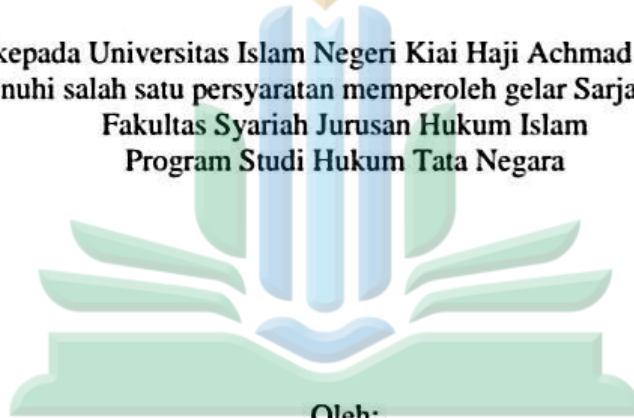 kepada Universitas Islam Negeri Kiai Haji Achmad
nuhi salah satu persyaratan memperoleh gelar Sarja
Fakultas Syariah Jurusan Hukum Islam
Program Studi Hukum Tata Negara
Oleh: